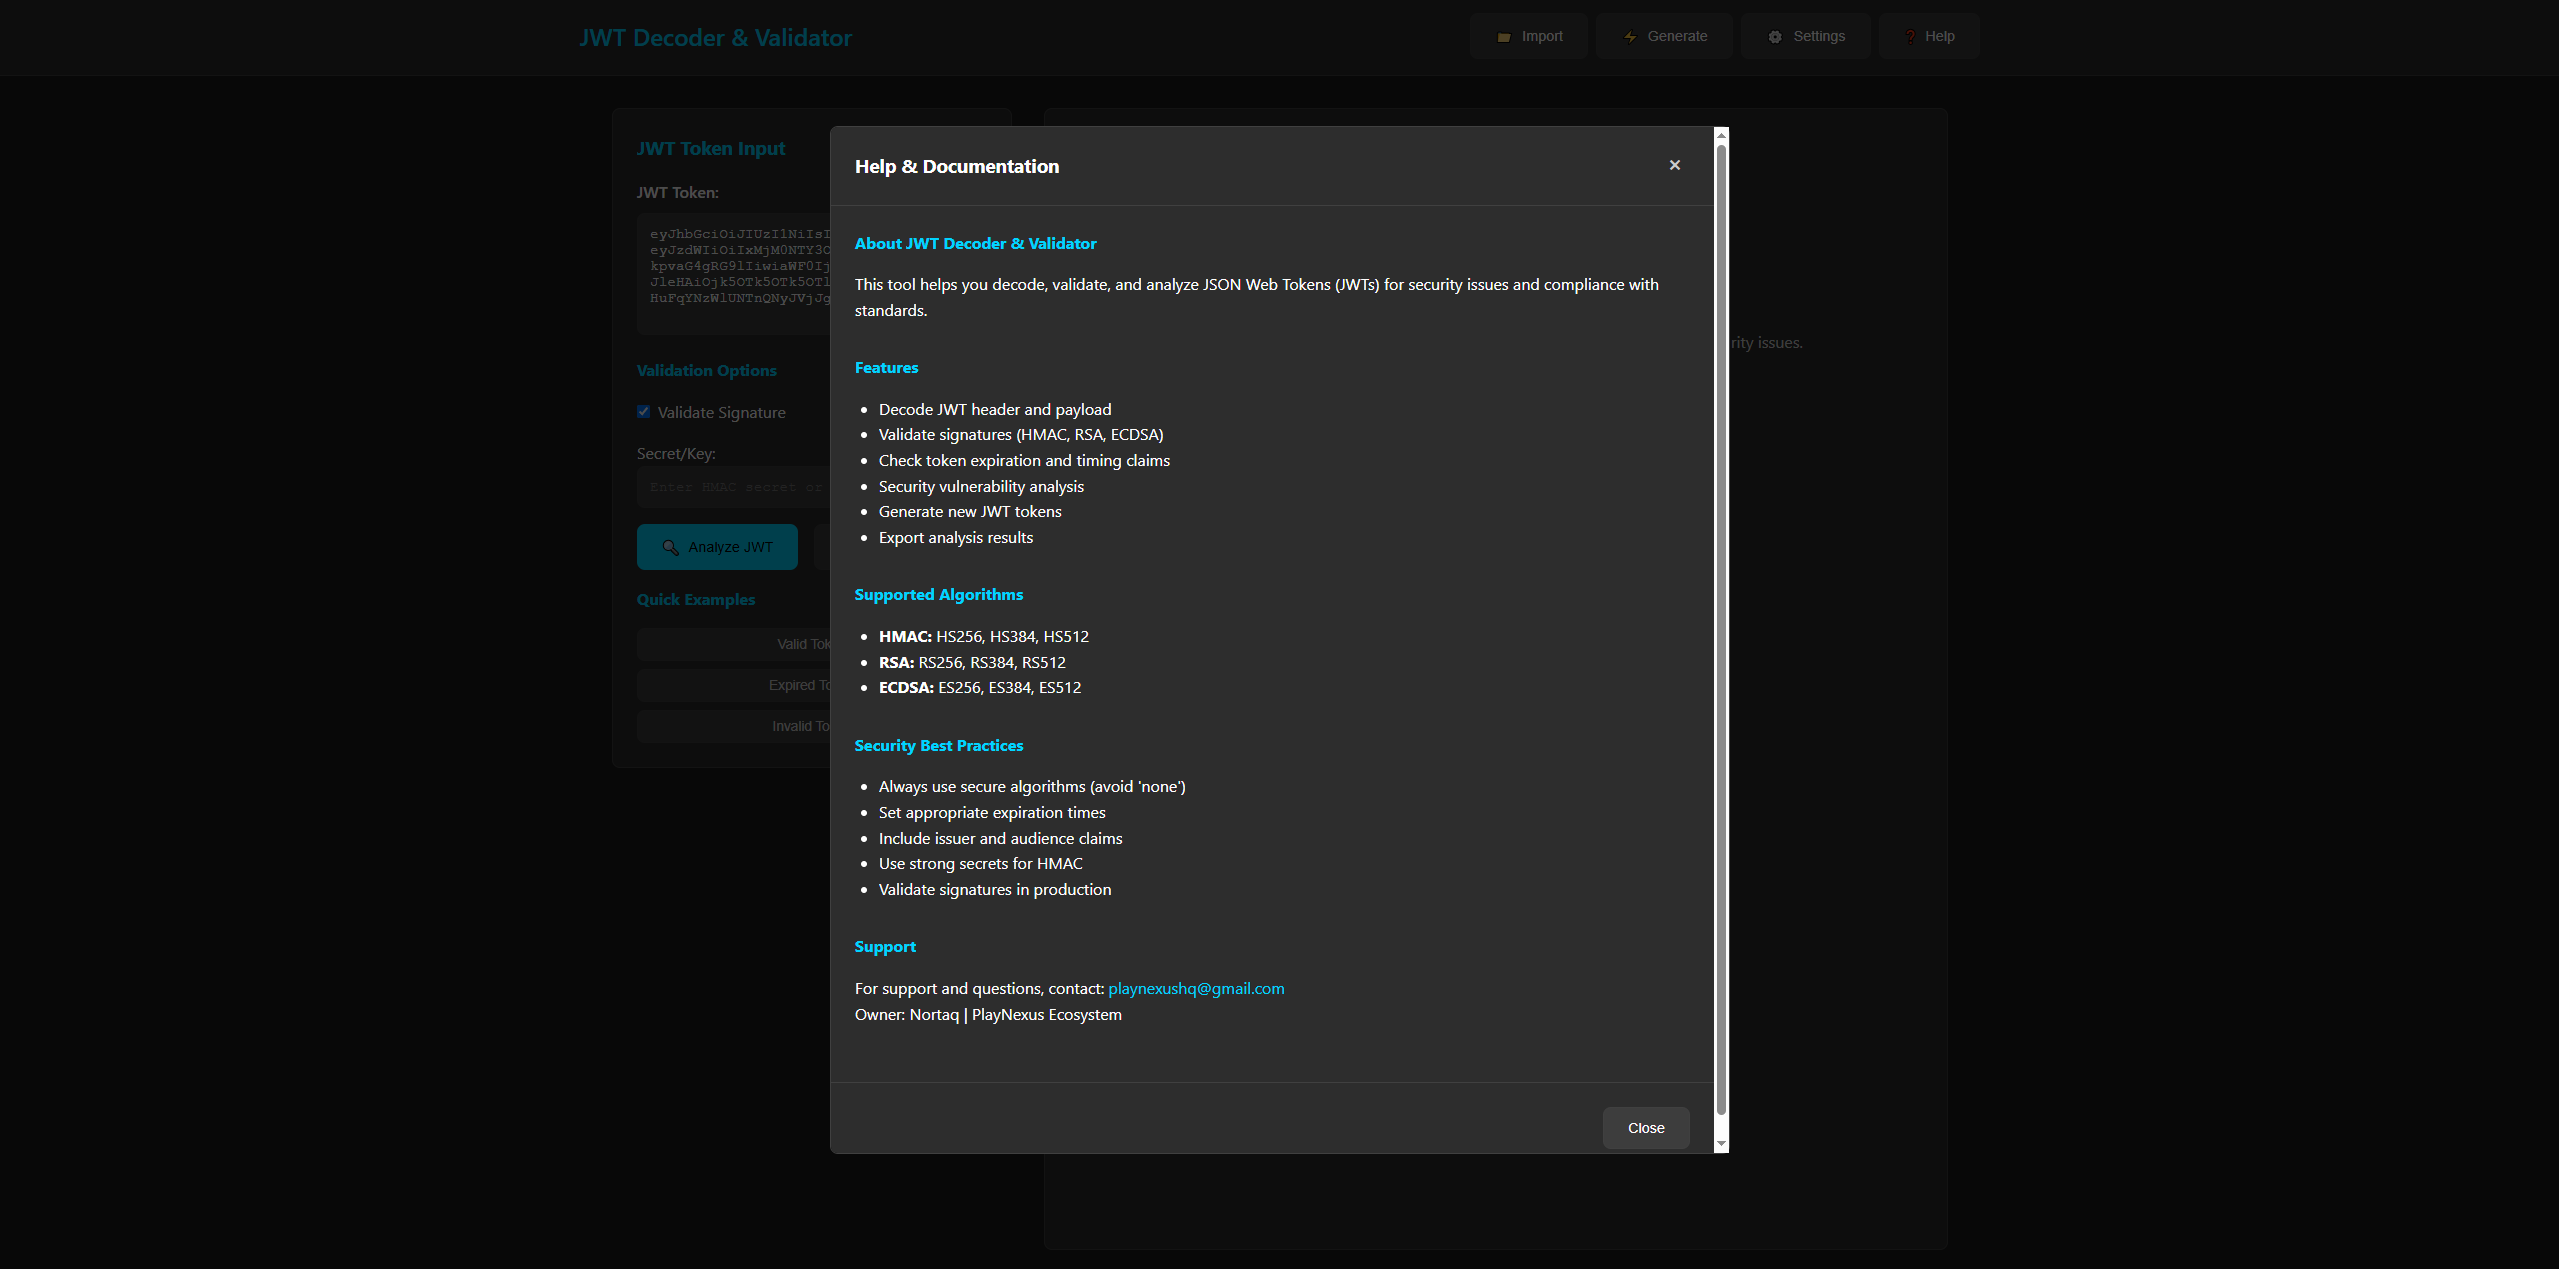 JWT Decoder & Validator
Import
Generate
Settings
Help
JWT Token Input
JWT Token:
Validation Options
Validate Signature
Secret/Key:
Enter HMAC secret or
Analyze JWT
Quick Examples
Valid
Expired
Invalid
rity issues.
Help & Documentation
×
About JWT Decoder & Validator
This tool helps you decode, validate, and analyze JSON Web Tokens (JWTs) for security issues and compliance with
standards.
Features
Decode JWT header and payload
Validate signatures (HMAC, RSA, ECDSA)
Check token expiration and timing claims
Security vulnerability analysis
Generate new JWT tokens
Export analysis results
Supported Algorithms
HMAC: HS256, HS384, HS512
RSA: RS256, RS384, RS512
ECDSA: ES256, ES384, ES512
Security Best Practices
Always use secure algorithms (avoid 'none')
Set appropriate expiration times
Include issuer and audience claims
Use strong secrets for HMAC
Validate signatures in production
Support
For support and questions, contact: playnexushq@gmail.com
Owner: Nortaq | PlayNexus Ecosystem
Close